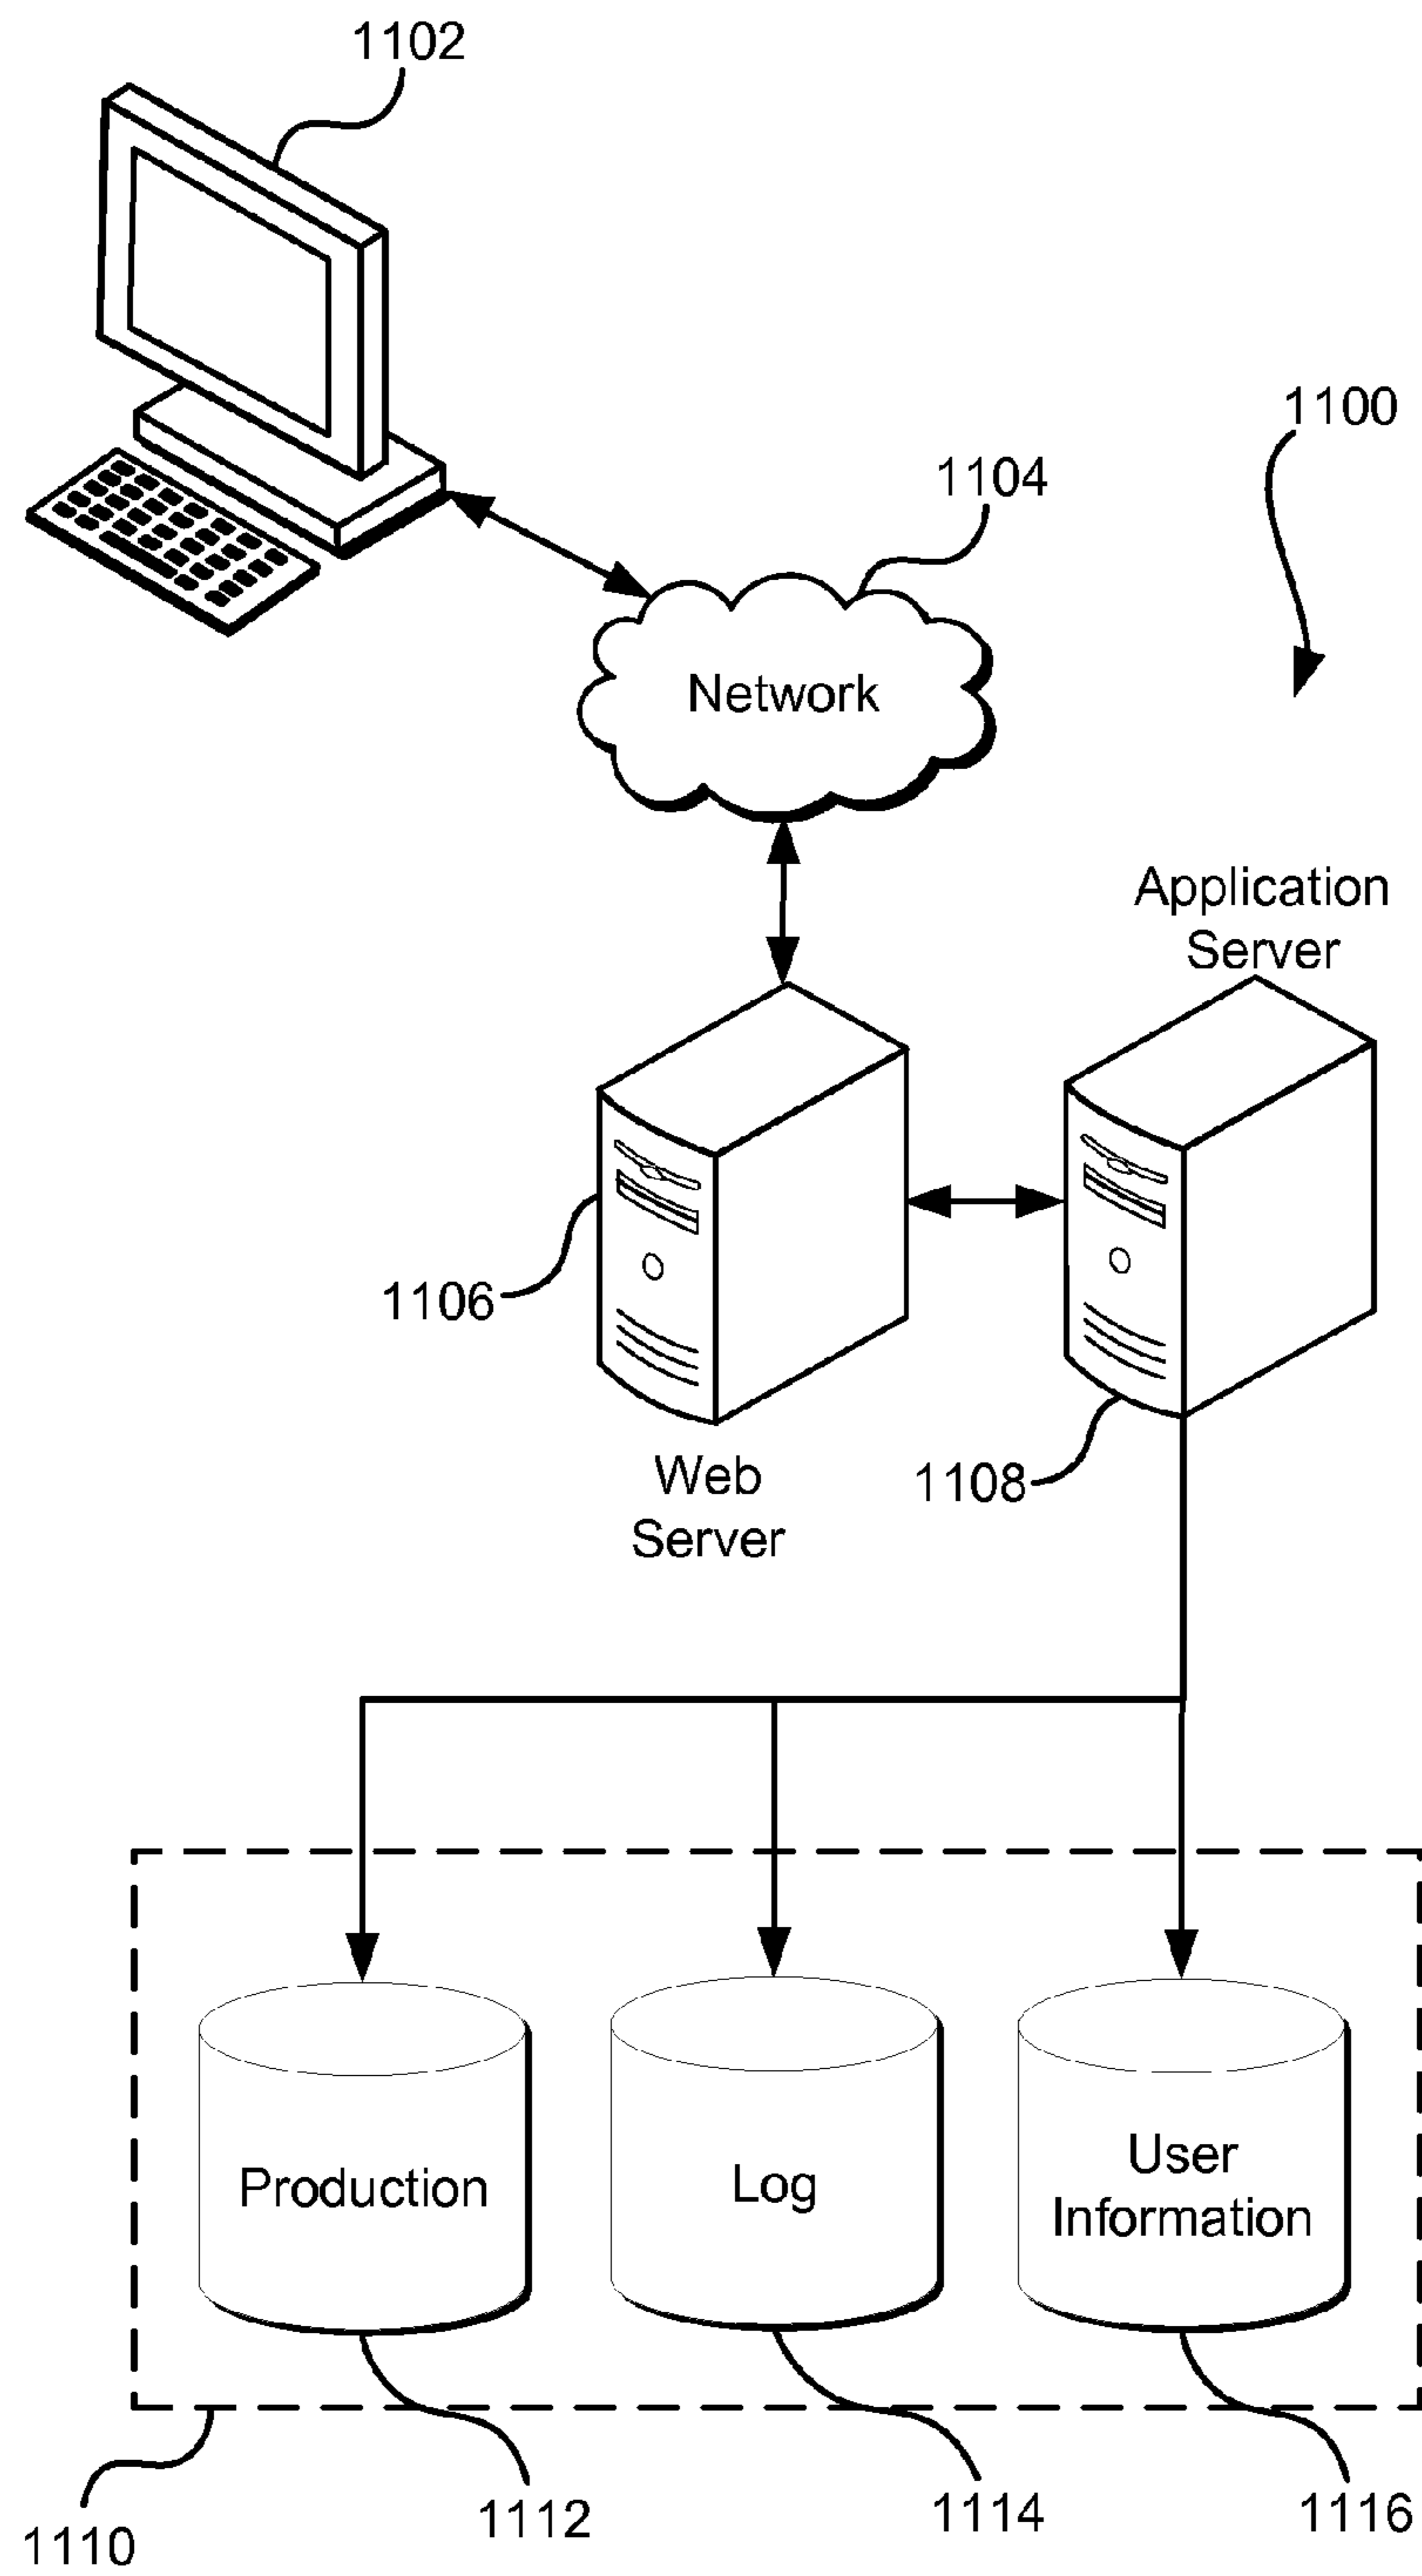 1102
1100
1104
Network
Application
Server
1106
Web
Server
1108
Production
Log
User
Information
1110
1112
1114
1116